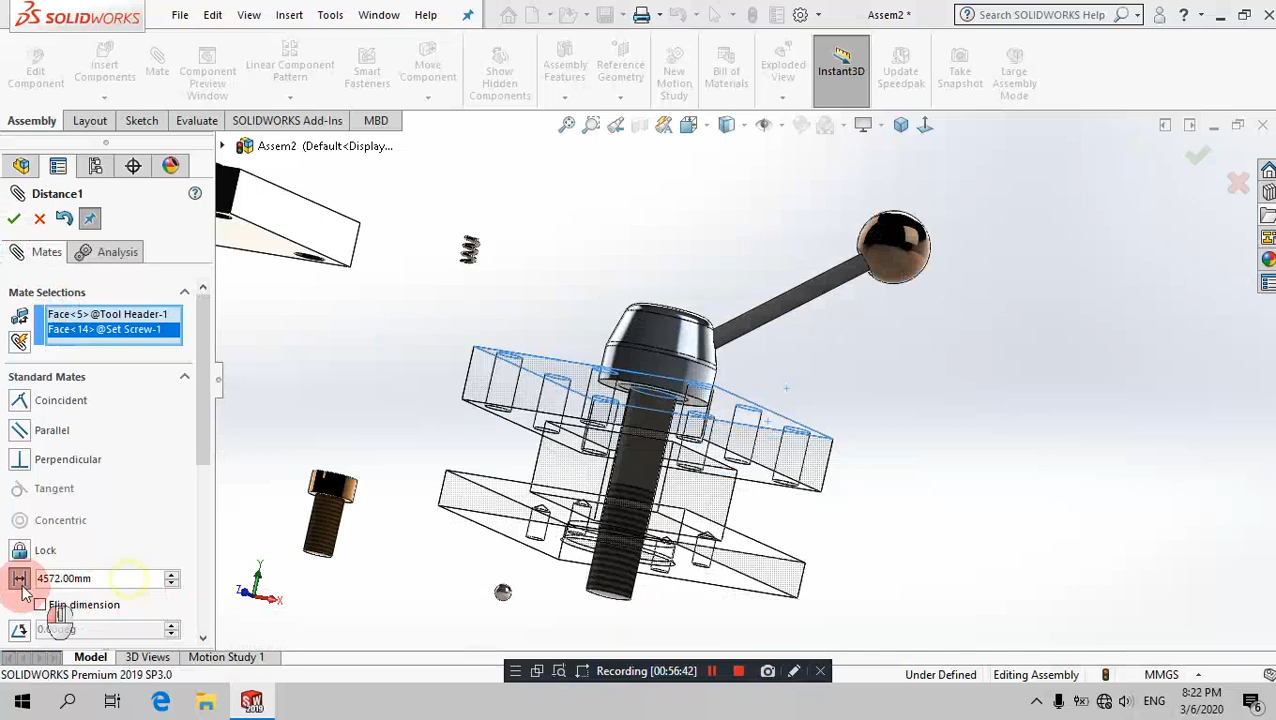 SOLIDWORKS
File Edit View Insert Tools Window Help
Assem2 *
Search SOLIDWORKS Help
Edit Component
Insert Components
Mate
Component Preview Window
Linear Component Pattern
Smart Fasteners
Move Component
Show Hidden Components
Assembly Features
Reference Geometry
New Motion Study
Bill of Materials
Exploded View
Instant3D
Update Speedpak
Take Snapshot
Large Assembly Mode
Assembly Layout Sketch Evaluate SOLIDWORKS Add-Ins MBD
Assem2 (Default<Display...
Distance1
Mates Analysis
Mate Selections
Face<5>@Tool Header-1
Face<14>@Set Screw-1
Standard Mates
Coincident
Parallel
Perpendicular
Tangent
Concentric
Lock
4572.00mm
Flip dimension
Y
Z X
Model 3D Views Motion Study 1
Recording [00:56:42]
SOLIDWORKS Premium 2019 SP3.0
Under Defined Editing Assembly MMGS
SW
2019
ENG
8:22 PM
3/6/2020
6